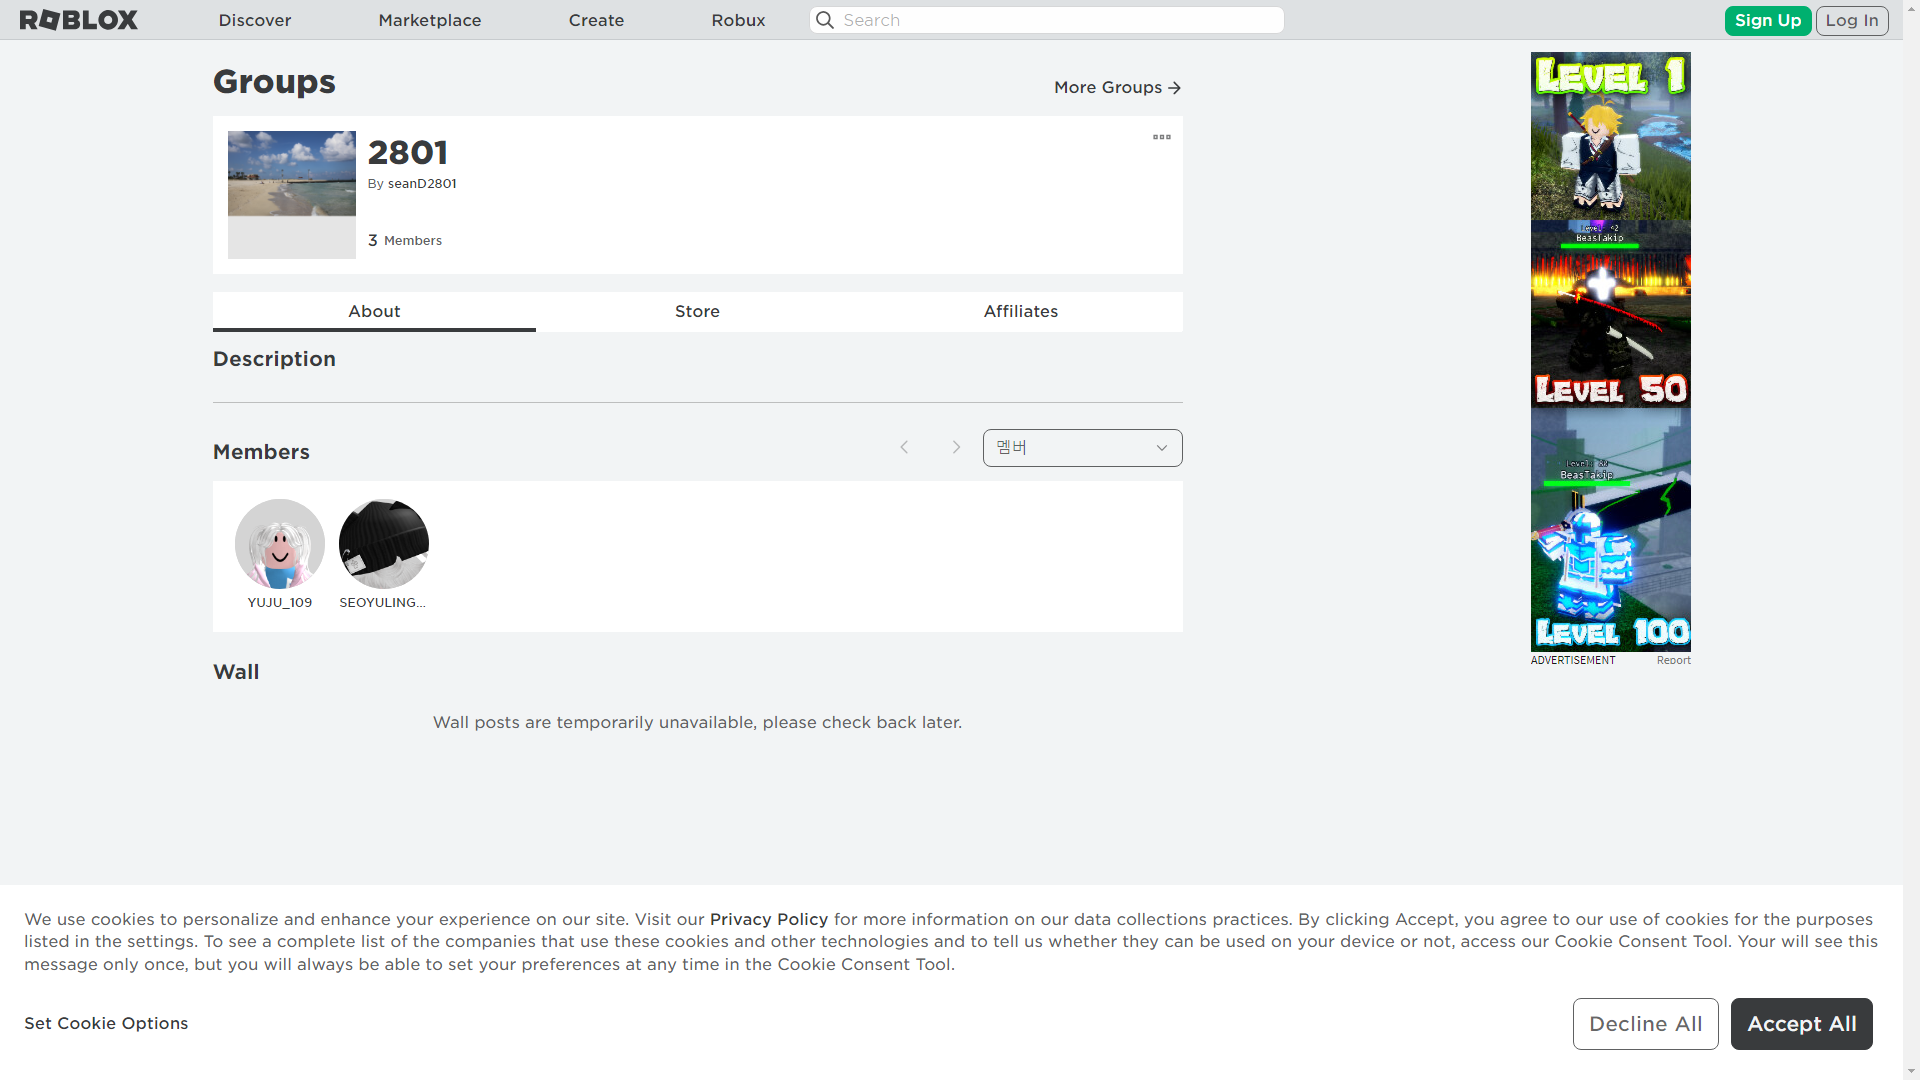 ROBLOX
Discover
Marketplace
Create
Robux
Search
Sign Up
Log In
Groups
More Groups
2801
By seanD2801
3 Members
About
Store
Affiliates
Description
Members
멤버
YUJU_109
SEOYULING...
Wall
Wall posts are temporarily unavailable, please check back later.
LEVEL 1
BeasTakip
LEVEL 50
BeasTakip
LEVEL 100
ADVERTISEMENT
Report
We use cookies to personalize and enhance your experience on our site. Visit our Privacy Policy for more information on our data collections practices. By clicking Accept, you agree to our use of cookies for the purposes
listed in the settings. To see a complete list of the companies that use these cookies and other technologies and to tell us whether they can be used on your device or not, access our Cookie Consent Tool. Your will see this
message only once, but you will always be able to set your preferences at any time in the Cookie Consent Tool.
Set Cookie Options
Decline All
Accept All